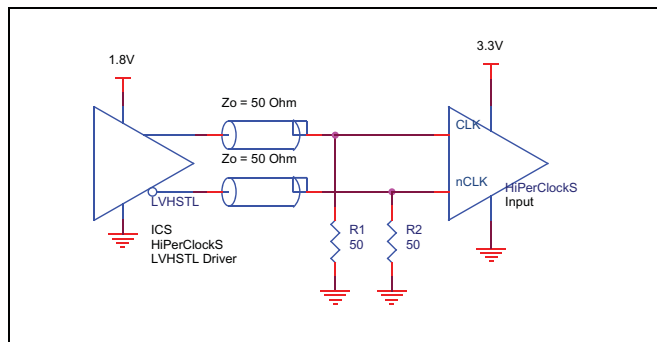 1.8V
3.3V
Zo = 50 Ohm
CLK
Zo = 50 Ohm
nCLK
HiPerClockS
Input
LVHSTL
ICS
HiPerClockS
LVHSTL Driver
R1
50
R2
50